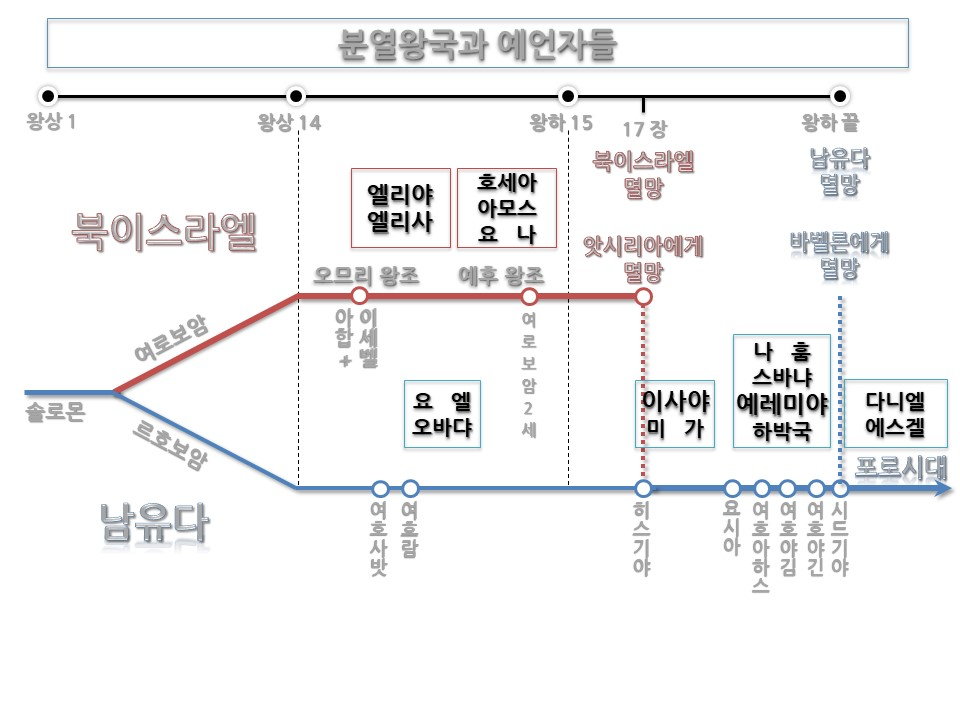 분열왕국과 예언자들
왕상 1
왕상 14
왕하 15
17 장
왕하 끝
북이스라엘
멸망
남유다
멸망
엘리야
엘리사
호세아
아모스
요 나
북이스라엘
앗시리아에게
멸망
바벨론에게
멸망
오므리 왕조
예후 왕조
여로보암
아합+
이세벨
여로보암2세
솔로몬
르호보암
요 엘
오바댜
이사야
미 가
나 훔
스바냐
예레미야
하박국
다니엘
에스겔
포로시대
남유다
여호사밧
여호람
히스기야
요시아
여호아하스
여호야김
여호야긴
시드기야